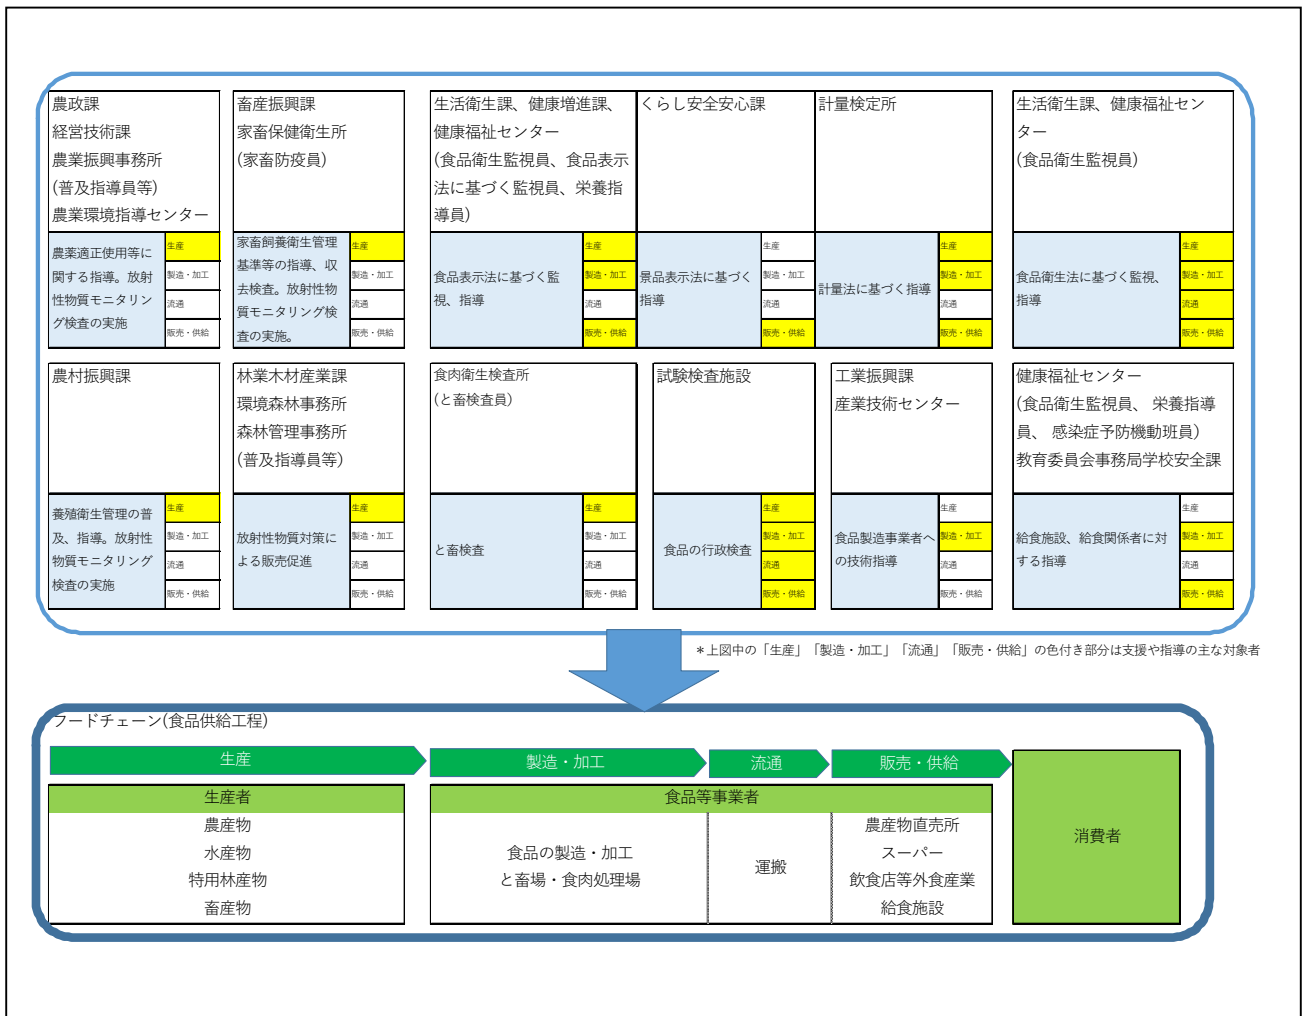 農政課
経営技術課
農業振興事務所
(普及指導員等)
農業環境指導センター
農薬適正使用等に
関する指導。放射
性物質モニタリン
グ検査の実施
生産
製造・加工
流通
販売・供給
畜産振興課
家畜保健衛生所
(家畜防疫員)
家畜飼養衛生管理
基準等の指導、収
去検査。放射性物
質モニタリング検
査の実施。
生産
製造・加工
流通
販売・供給
生活衛生課、健康増進課、
健康福祉センター
(食品衛生監視員、食品表示
法に基づく監視員、栄養指
導員)
食品表示法に基づく監
視、指導
生産
製造・加工
流通
販売・供給
くらし安全安心課
景品表示法に基づく
指導
生産
製造・加工
流通
販売・供給
計量検定所
計量法に基づく指導
生産
製造・加工
流通
販売・供給
生活衛生課、健康福祉セン
ター
(食品衛生監視員)
食品衛生法に基づく監視、
指導
生産
製造・加工
流通
販売・供給
農村振興課
養殖衛生管理の普
及、指導。放射性
物質モニタリング
検査の実施
生産
製造・加工
流通
販売・供給
林業木材産業課
環境森林事務所
森林管理事務所
(普及指導員等)
放射性物質対策に
よる販売促進
生産
製造・加工
流通
販売・供給
食肉衛生検査所
(と畜検査員)
と畜検査
生産
製造・加工
流通
販売・供給
試験検査施設
食品の行政検査
生産
製造・加工
流通
販売・供給
工業振興課
産業技術センター
食品製造事業者へ
の技術指導
生産
製造・加工
流通
販売・供給
健康福祉センター
(食品衛生監視員、 栄養指導
員、 感染症予防機動班員)
教育委員会事務局学校安全課
給食施設、給食関係者に対
する指導
生産
製造・加工
流通
販売・供給
＊上図中の「生産」「製造・加工」「流通」「販売・供給」の色付き部分は支援や指導の主な対象者
フードチェーン(食品供給工程)
生産
製造・加工
流通
販売・供給
生産者
農産物
水産物
特用林産物
畜産物
食品等事業者
食品の製造・加工
と畜場・食肉処理場
運搬
農産物直売所
スーパー
飲食店等外食産業
給食施設
消費者